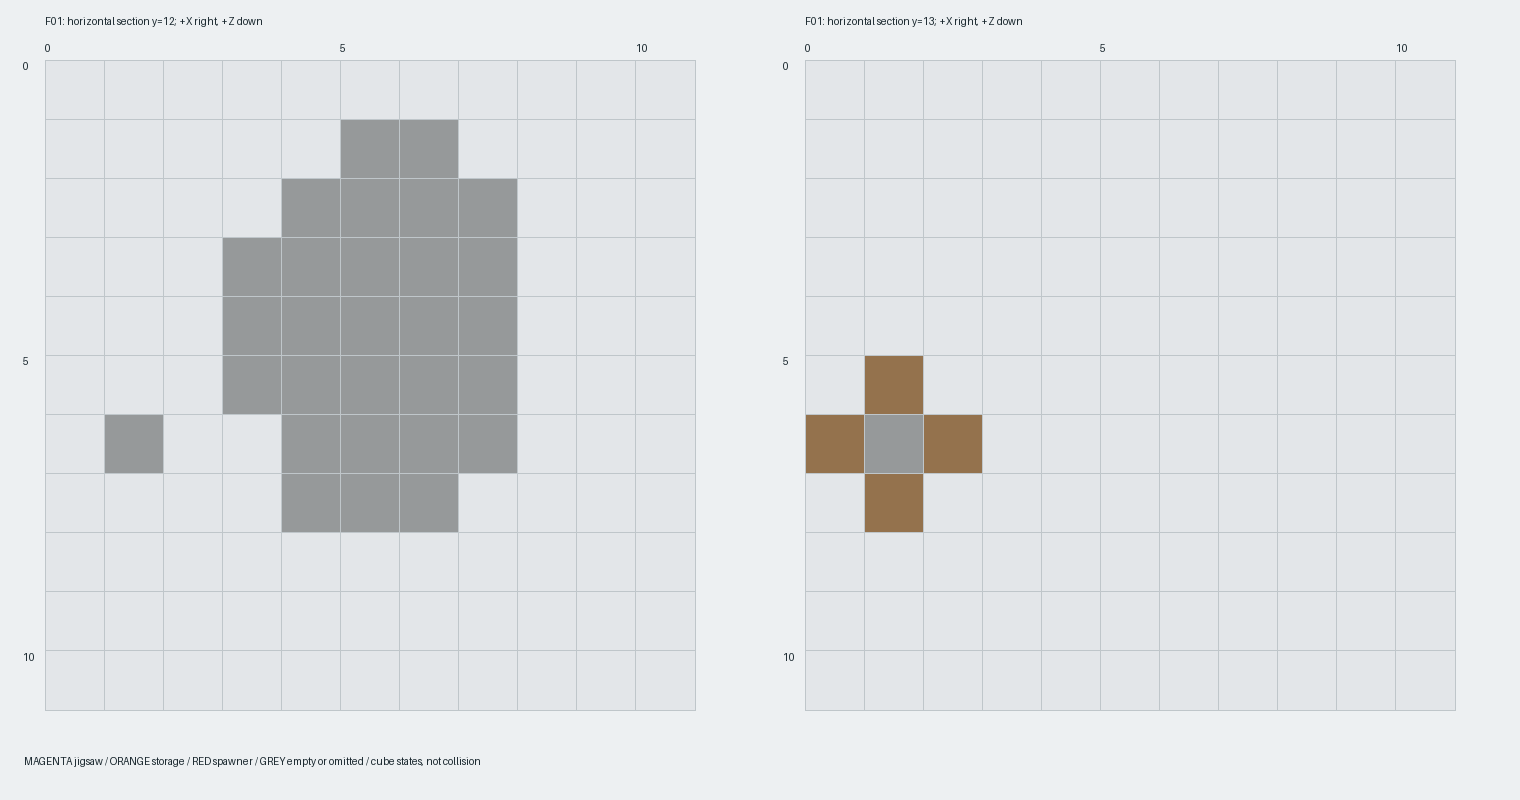 F01: horizontal section y=12; +X right, +Z down
F01: horizontal section y=13; +X right, +Z down
0 5 10
0 5 10
0
0
5
5
10
10
MAGENTA jigsaw / ORANGE storage / RED spawner / GREY empty or omitted / cube states, not collision